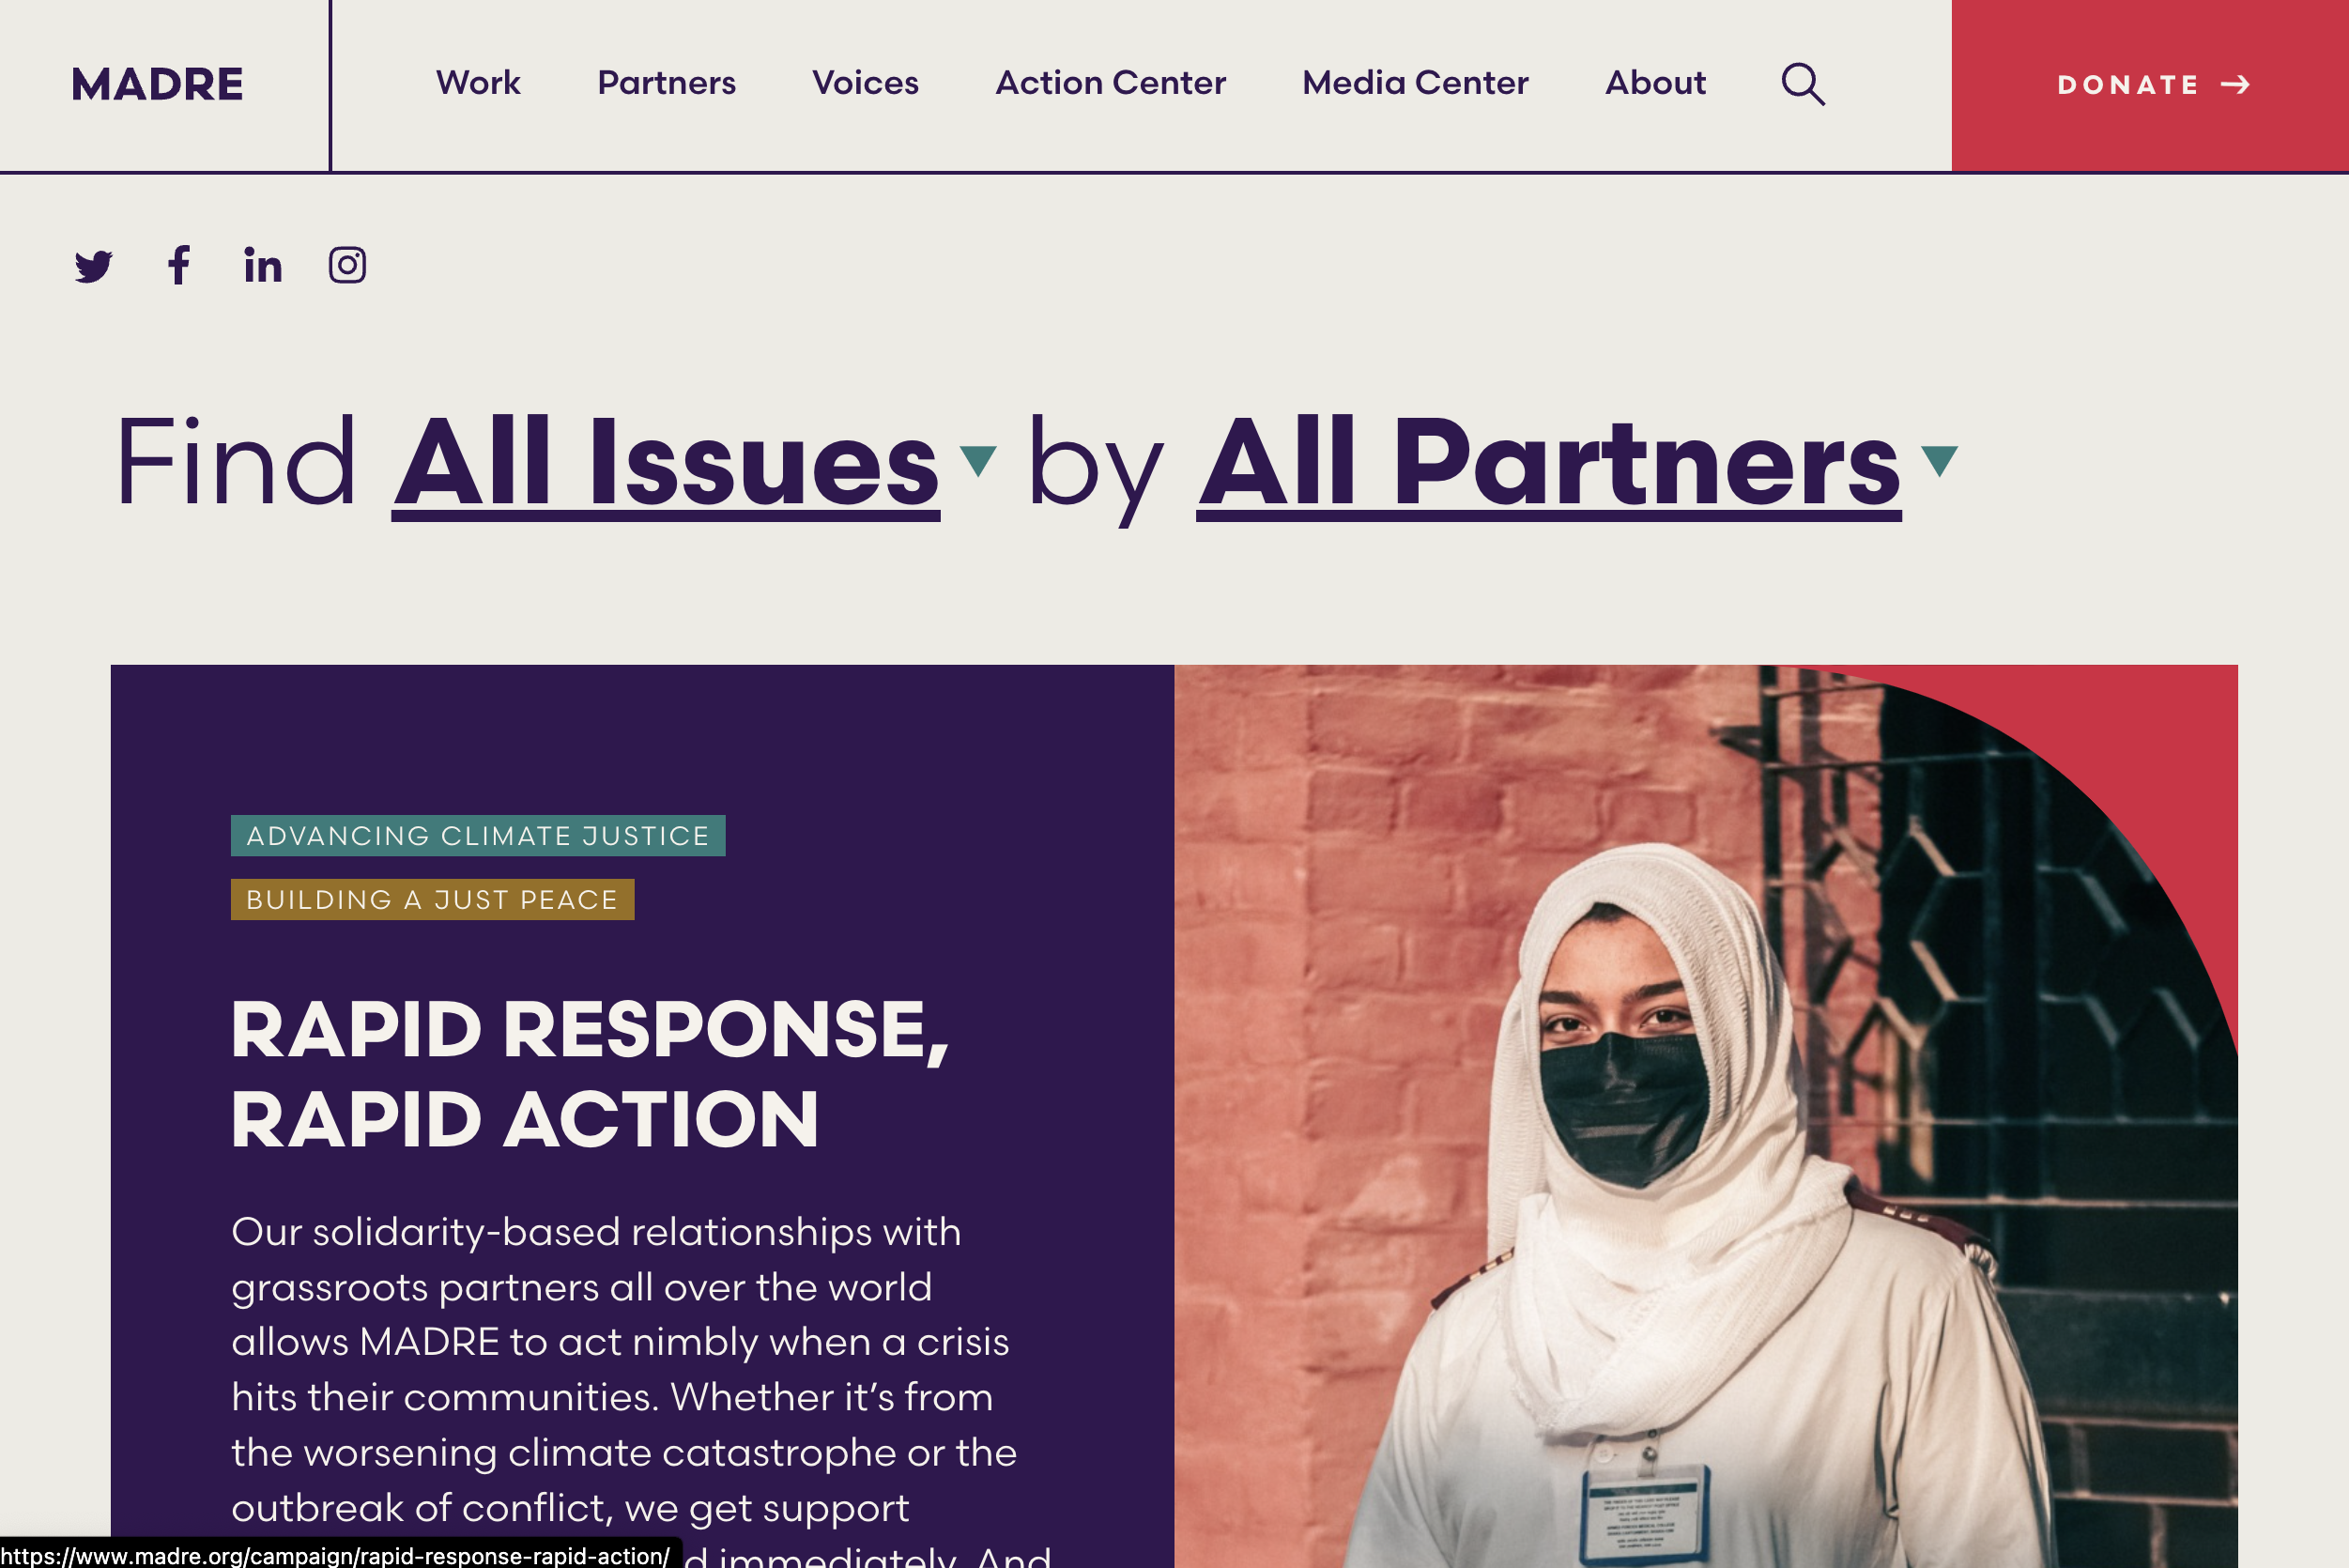 MADRE
Work Partners Voices Action Center Media Center About
DONATE →
Find All Issues ▼ by All Partners ▼
ADVANCING CLIMATE JUSTICE
BUILDING A JUST PEACE
RAPID RESPONSE,
RAPID ACTION
Our solidarity-based relationships with
grassroots partners all over the world
allows MADRE to act nimbly when a crisis
hits their communities. Whether it’s from
the worsening climate catastrophe or the
outbreak of conflict, we get support
immediately. And
https://www.madre.org/campaign/rapid-response-rapid-action/